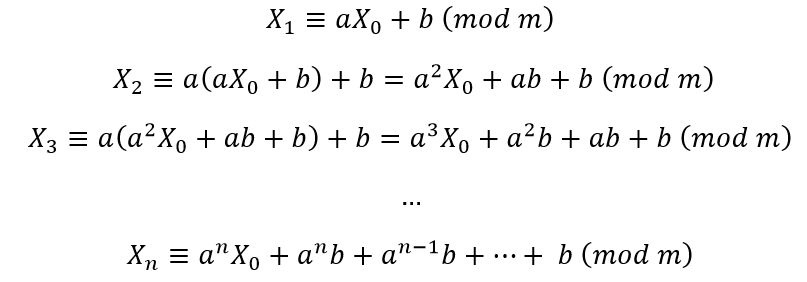 X₁ ≡ aX₀ + b (mod m)
X₂ ≡ a(aX₀ + b) + b = a²X₀ + ab + b (mod m)
X₃ ≡ a(a²X₀ + ab + b) + b = a³X₀ + a²b + ab + b (mod m)
...
Xₙ ≡ aⁿX₀ + aⁿb + aⁿ⁻¹b + ⋯ + b (mod m)